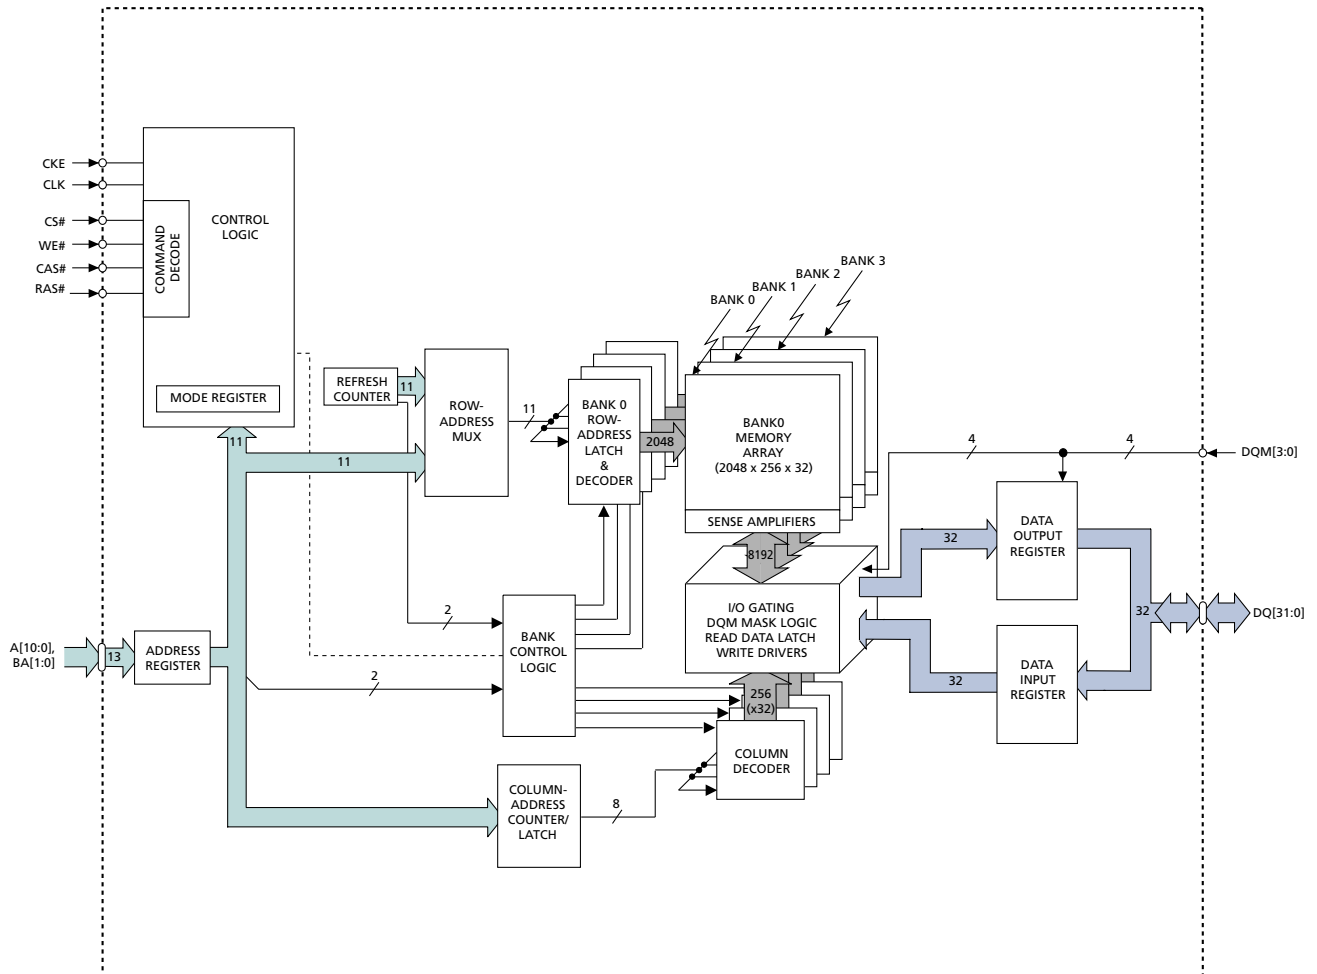 CKE
CLK
CS#
WE#
CAS#
RAS#
COMMAND
DECODE
CONTROL
LOGIC
MODE REGISTER
11
REFRESH
COUNTER
11
11
ROW-
ADDRESS
MUX
11
BANK 0
ROW-
ADDRESS
LATCH
&
DECODER
2048
BANK 0
BANK 1
BANK 2
BANK 3
BANK0
MEMORY
ARRAY
(2048 x 256 x 32)
SENSE AMPLIFIERS
8192
I/O GATING
DQM MASK LOGIC
READ DATA LATCH
WRITE DRIVERS
4
4
DQM[3:0]
32
DATA
OUTPUT
REGISTER
32
DQ[31:0]
32
DATA
INPUT
REGISTER
A[10:0],
BA[1:0]
13
ADDRESS
REGISTER
2
2
BANK
CONTROL
LOGIC
256
(x32)
COLUMN
DECODER
COLUMN-
ADDRESS
COUNTER/
LATCH
8